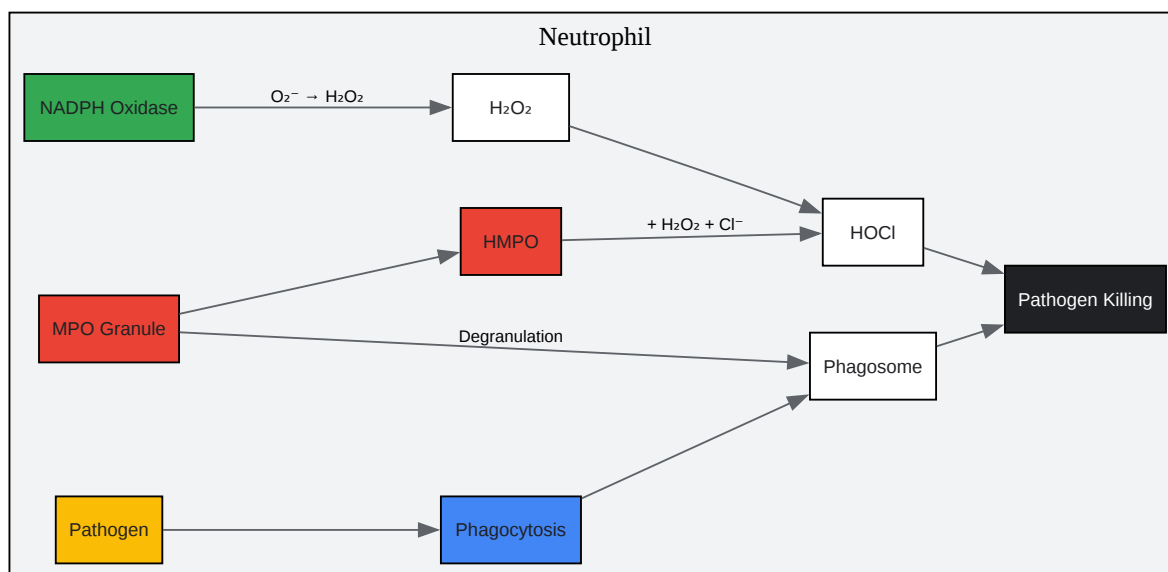 Neutrophil
NADPH Oxidase
O₂⁻ → H₂O₂
H₂O₂
HMPO
+ H₂O₂ + Cl⁻
HOCl
Pathogen Killing
MPO Granule
Degranulation
Phagosome
Pathogen
Phagocytosis